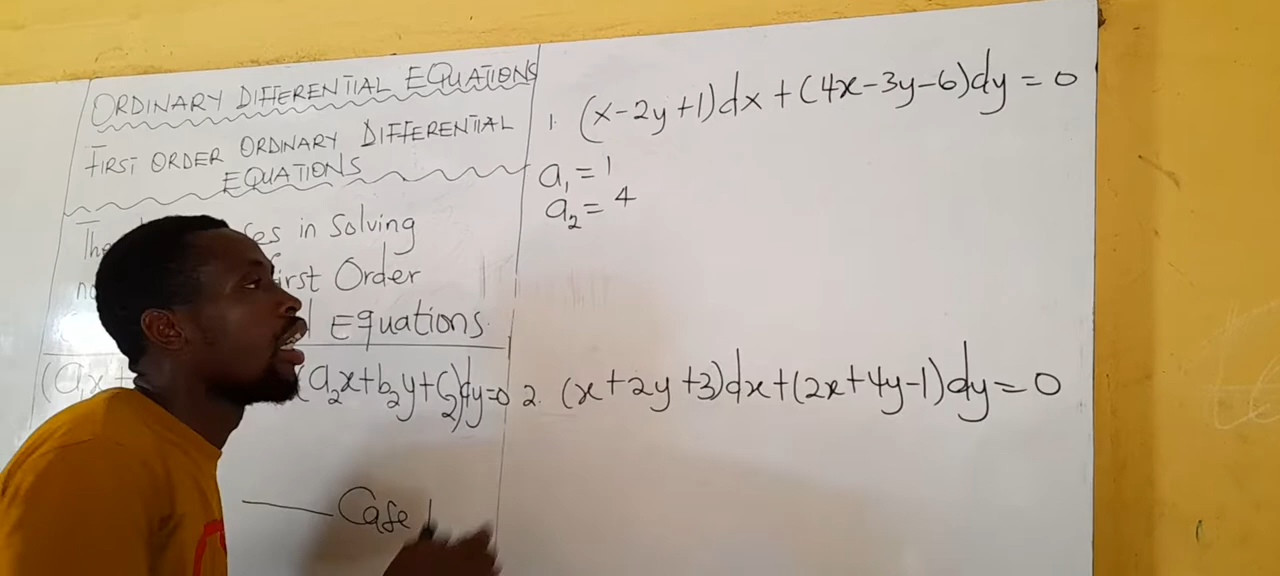 ORDINARY DIFFERENTIAL EQUATIONS
FIRST ORDER ORDINARY DIFFERENTIAL
EQUATIONS
in Solving
Order
Equations.
(a₁x+ (a₂x+b₂y+C₂)dy=0
Case 1
1. (x-2y+1)dx+(4x-3y-6)dy=0
a₁=1
a₂=4
2. (x+2y+3)dx+(2x+4y-1)dy=0